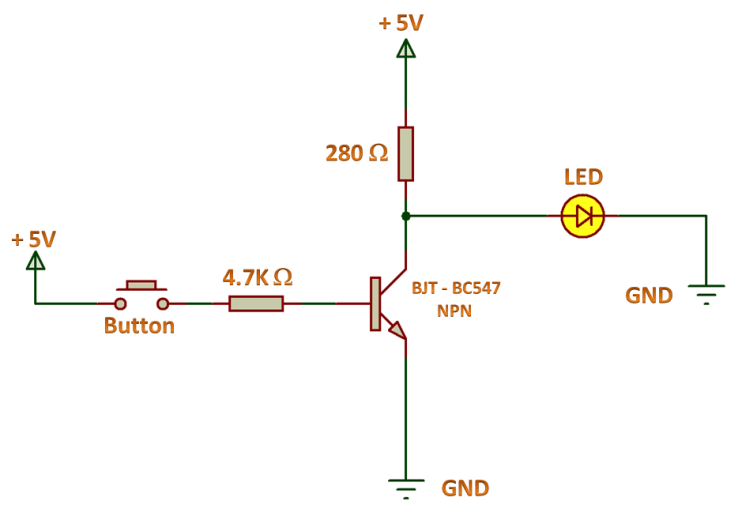 + 5V
280 Ω
LED
+ 5V
4.7K Ω
BJT - BC547
NPN
GND
Button
GND